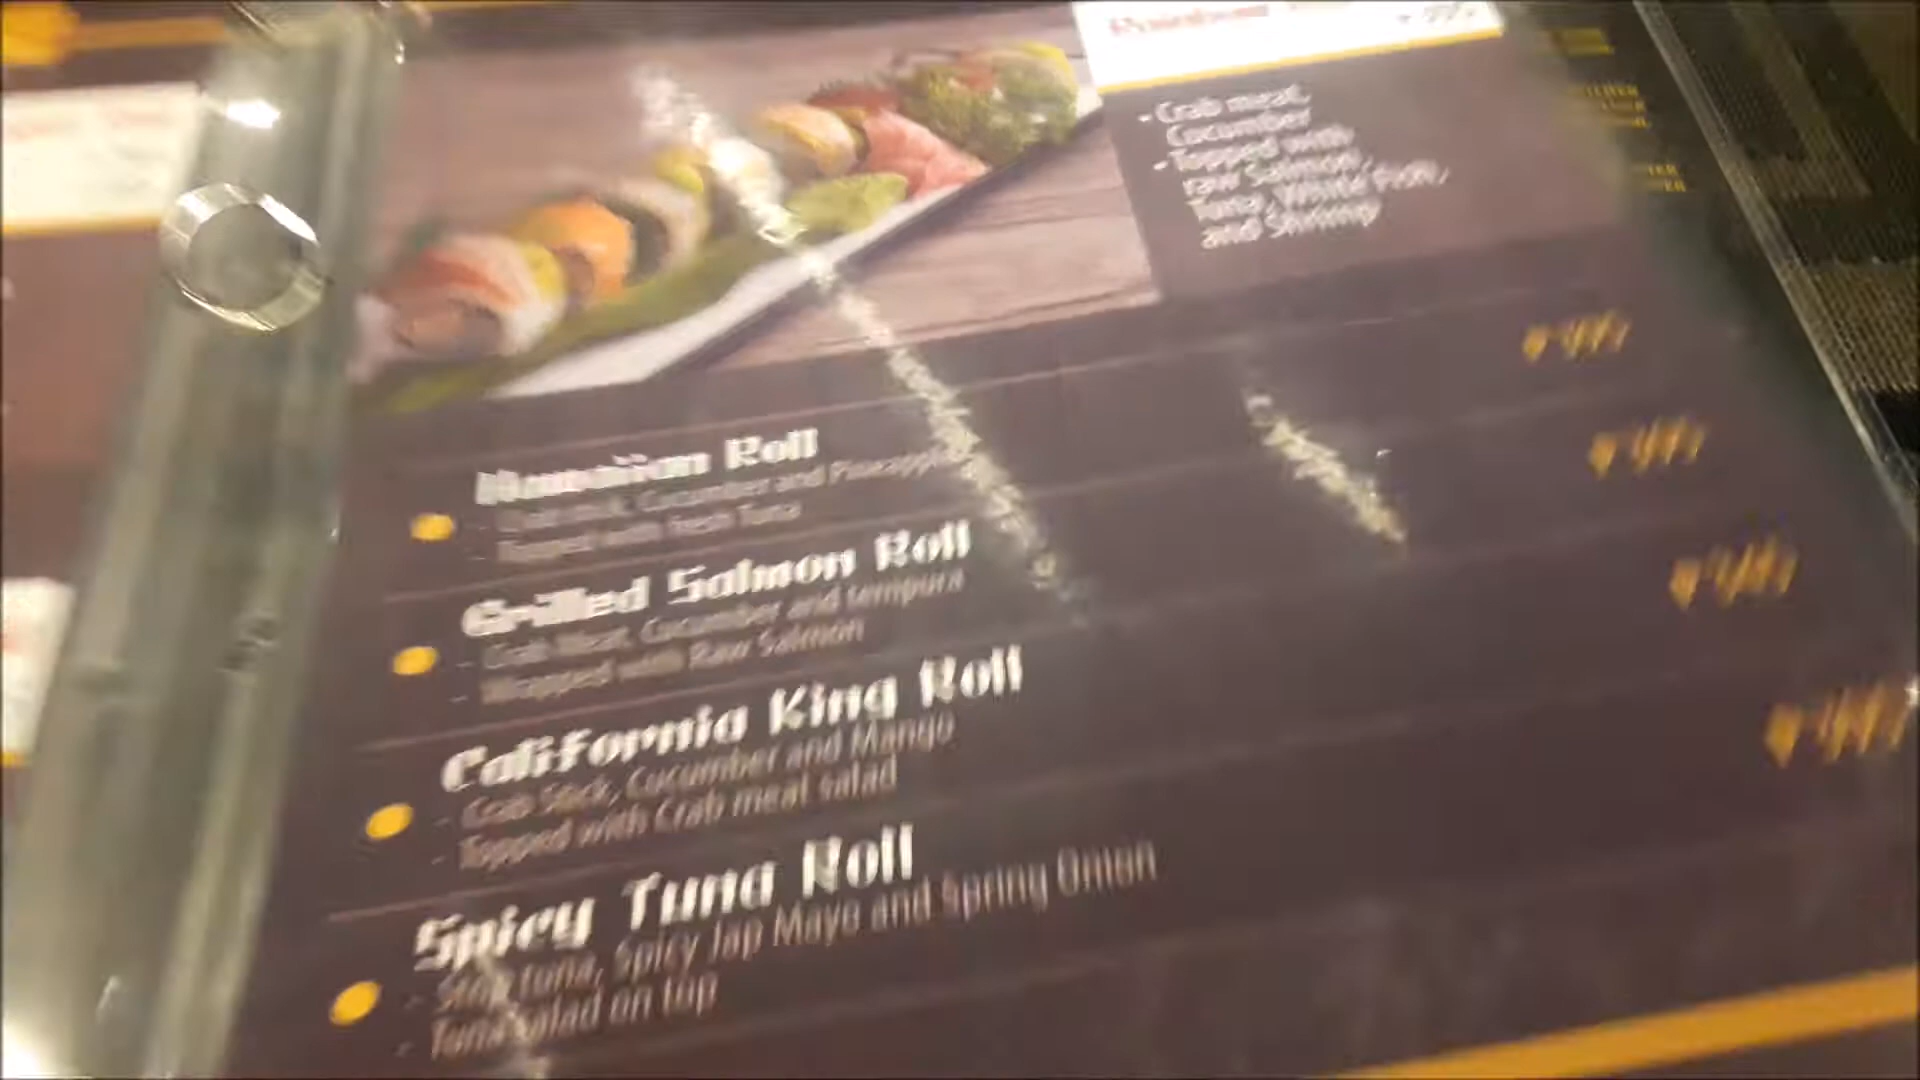 Rainbow
- Crab meat,
Cucumber
- Topped with
raw Salmon,
Tuna, White Fish,
and Shrimp
Hawaiian Roll
- Crab Stick, Cucumber and Pineapple
- Topped with Fresh Tuna
Grilled Salmon Roll
- Crab Meat, Cucumber and tempura
- Wrapped with Raw Salmon
California King Roll
- Crab Stick, Cucumber and Mango
- Topped with Crab meat salad
Spicy Tuna Roll
- tuna, Spicy Jap Mayo and Spring Onion
- Tuna salad on top